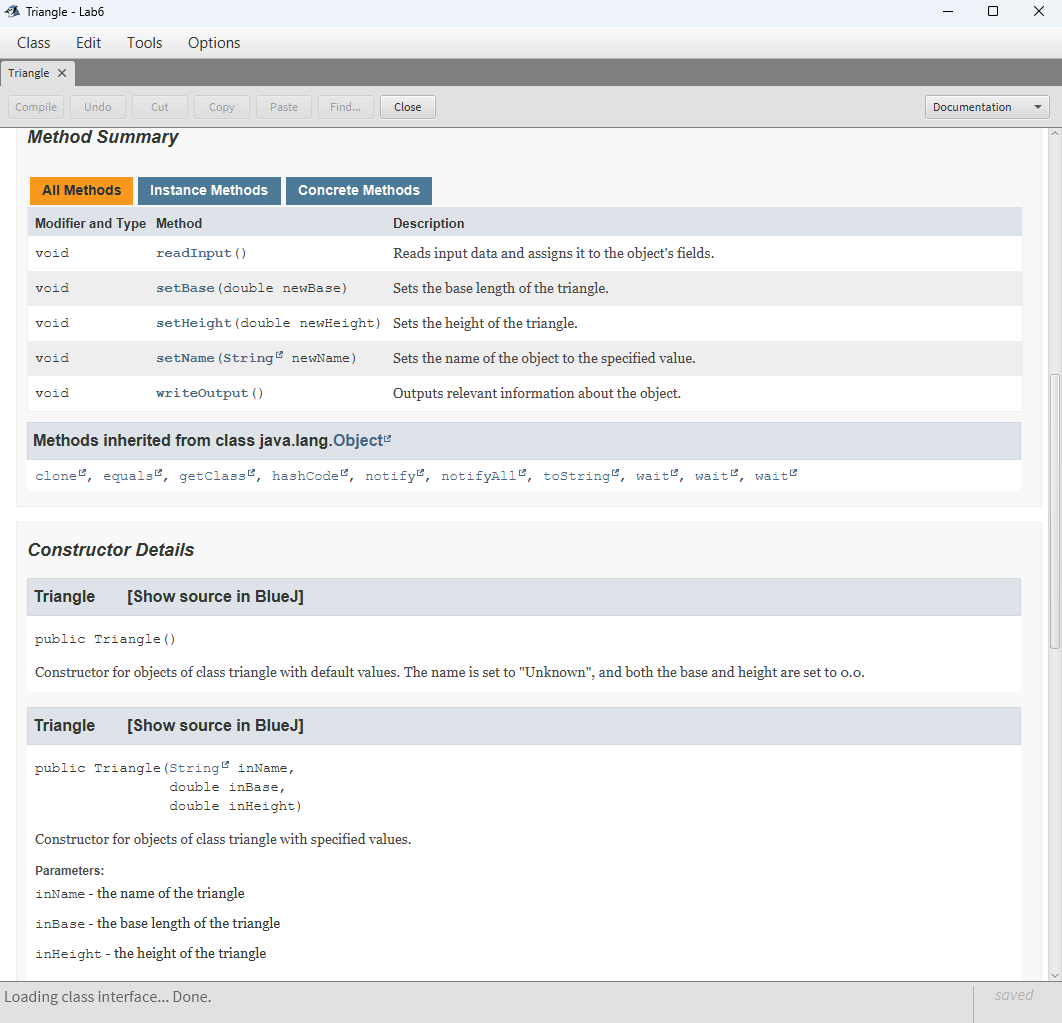 Triangle - Lab6
Class Edit Tools Options
Triangle
Compile Undo Cut Copy Paste Find... Close Documentation
Method Summary
All Methods Instance Methods Concrete Methods
Modifier and Type Method Description
void readInput() Reads input data and assigns it to the object's fields.
void setBase(double newBase) Sets the base length of the triangle.
void setHeight(double newHeight) Sets the height of the triangle.
void setName(String newName) Sets the name of the object to the specified value.
void writeOutput() Outputs relevant information about the object.
Methods inherited from class java.lang.Object
clone, equals, getClass, hashCode, notify, notifyAll, toString, wait, wait, wait
Constructor Details
Triangle [Show source in BlueJ]
public Triangle()
Constructor for objects of class triangle with default values. The name is set to "Unknown", and both the base and height are set to 0.0.
Triangle [Show source in BlueJ]
public Triangle(String inName,
double inBase,
double inHeight)
Constructor for objects of class triangle with specified values.
Parameters:
inName - the name of the triangle
inBase - the base length of the triangle
inHeight - the height of the triangle
Loading class interface... Done.
saved